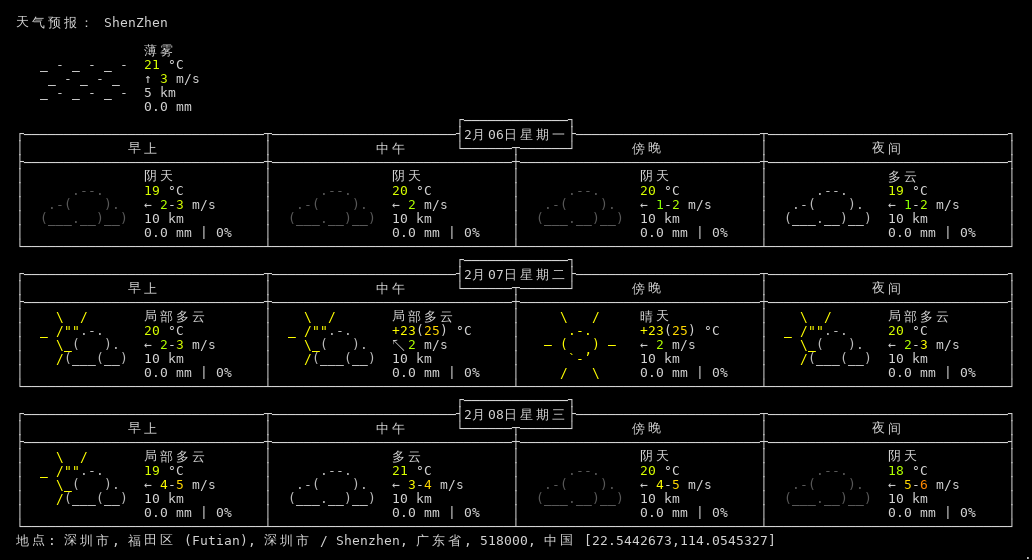 天气预报： ShenZhen
薄雾
_ - _ - _ - 21 °C
_ - _ - _ ↑ 3 m/s
_ - _ - _ - 5 km
0.0 mm
2月06日星期一
早上 中午 傍晚 夜间
阴天 阴天 阴天 多云
19 °C 20 °C 20 °C 19 °C
← 2-3 m/s ← 2 m/s ← 1-2 m/s ← 1-2 m/s
10 km 10 km 10 km 10 km
0.0 mm | 0% 0.0 mm | 0% 0.0 mm | 0% 0.0 mm | 0%
2月07日星期二
早上 中午 傍晚 夜间
局部多云 局部多云 晴天 局部多云
20 °C +23(25) °C +23(25) °C 20 °C
← 2-3 m/s ↖ 2 m/s ← 2 m/s ← 2-3 m/s
10 km 10 km 10 km 10 km
0.0 mm | 0% 0.0 mm | 0% 0.0 mm | 0% 0.0 mm | 0%
2月08日星期三
早上 中午 傍晚 夜间
局部多云 多云 阴天 阴天
19 °C 21 °C 20 °C 18 °C
← 4-5 m/s ← 3-4 m/s ← 4-5 m/s ← 5-6 m/s
10 km 10 km 10 km 10 km
0.0 mm | 0% 0.0 mm | 0% 0.0 mm | 0% 0.0 mm | 0%
地点: 深圳市, 福田区 (Futian), 深圳市 / Shenzhen, 广东省, 518000, 中国 [22.5442673,114.0545327]